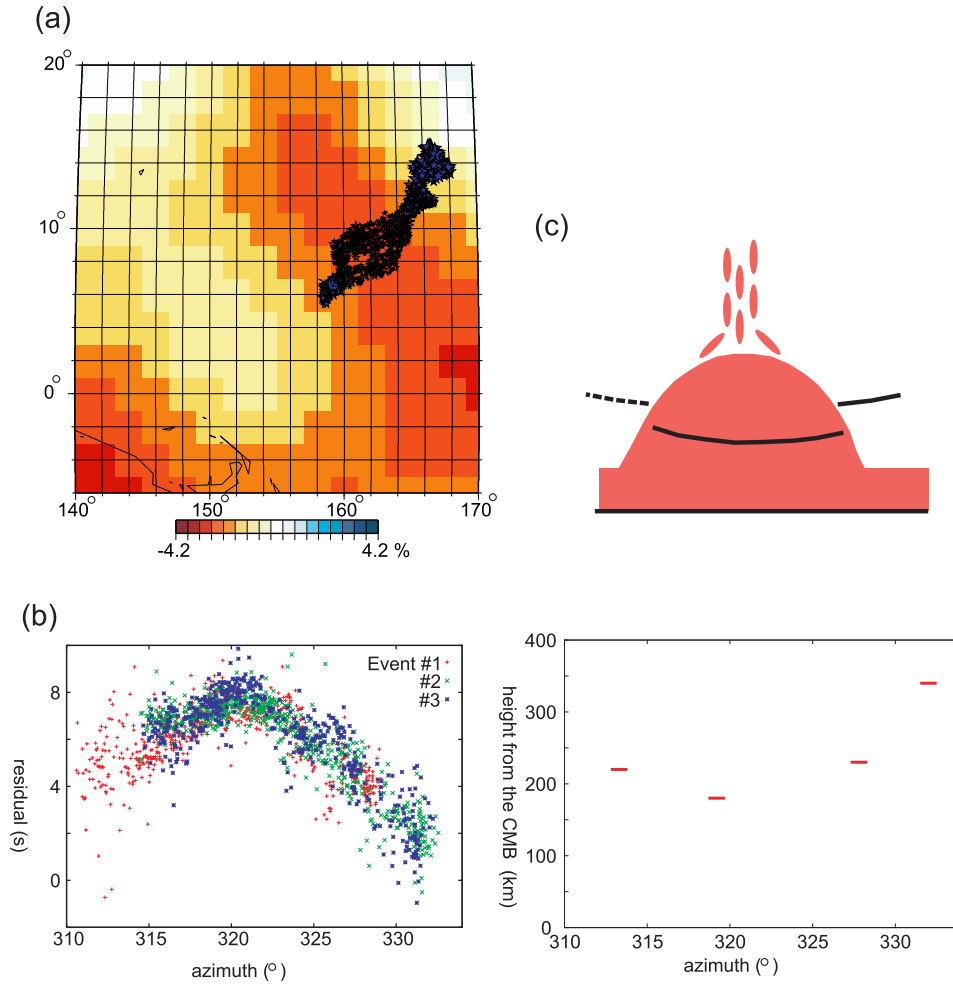 (a)
20°
10°
0°
140° 150° 160° 170°
-4.2 4.2 %
(c)
(b)
residual (s)
8
4
0
Event #1
#2
#3
310 315 320 325 330
azimuth (°)
height from the CMB (km)
400
300
200
100
0
310 315 320 325 330
azimuth (°)